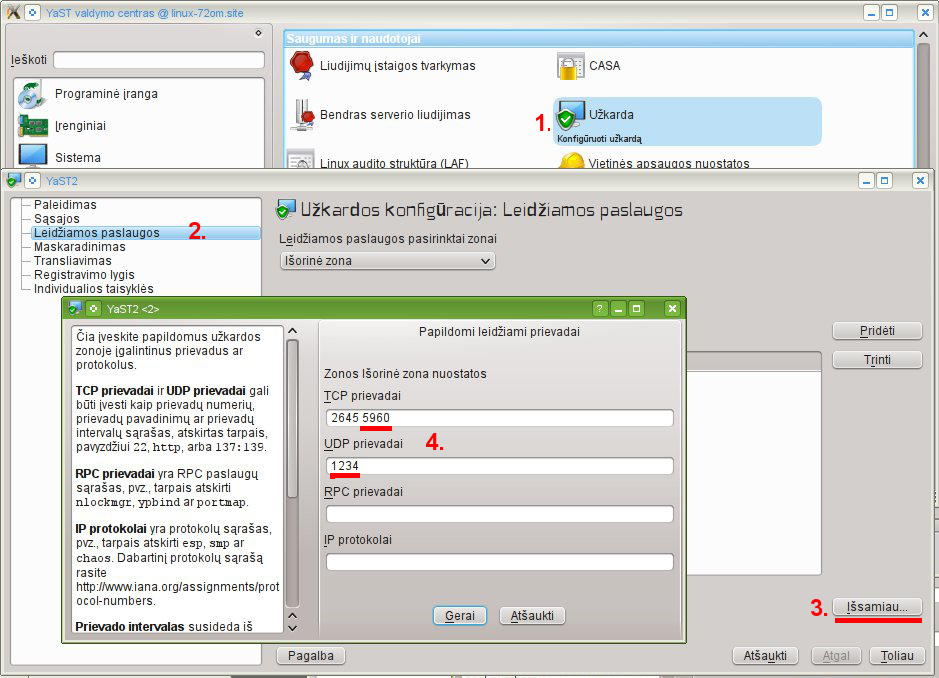 YaST valdymo centras @ linux-72om.site
Ieškoti
Programinė įranga
Įrenginiai
Sistema
Saugumas ir naudotojai
Liudijimų įstaigos tvarkymas
CASA
Bendras serverio liudijimas
1.
Užkarda
Konfigūruoti užkardą
Linux audito struktūra (LAF)
Vietinės apsaugos nuostatos
YaST2
Paleidimas
Sąsajos
Leidžiamos paslaugos
2.
Maskaradinimas
Transliavimas
Registravimo lygis
Individualios taisyklės
Užkardos konfigūracija: Leidžiamos paslaugos
Leidžiamos paslaugos pasirinktai zonai
Išorinė zona
Pridėti
Trinti
YaST2 <2>
?
Čia įveskite papildomus užkardos
zonoje įgalintinus prievadus ar
protokolus.
TCP prievadai ir UDP prievadai gali
būti įvesti kaip prievadų numerių,
prievadų pavadinimų ar prievadų
intervalų sąrašas, atskirtas tarpais,
pavyzdžiui 22, http, arba 137:139.
RPC prievadai yra RPC paslaugų
sąrašas, pvz., tarpais atskirti
nlockmgr, ypbind ar portmap.
IP protokolai yra protokolų sąrašas,
pvz., tarpais atskirti esp, smp ar
chaos. Dabartinį protokolų sąrašą
rasite
http://www.iana.org/assignments/prot
ocol-numbers.
Prievado intervalas susideda iš
Papildomi leidžiami prievadai
Zonos Išorinė zona nuostatos
TCP prievadai
2645 5960
UDP prievadai
4.
1234
RPC prievadai
IP protokolai
Gerai
Atšaukti
3.
Išsamiau...
Pagalba
Atšaukti
Atgal
Toliau